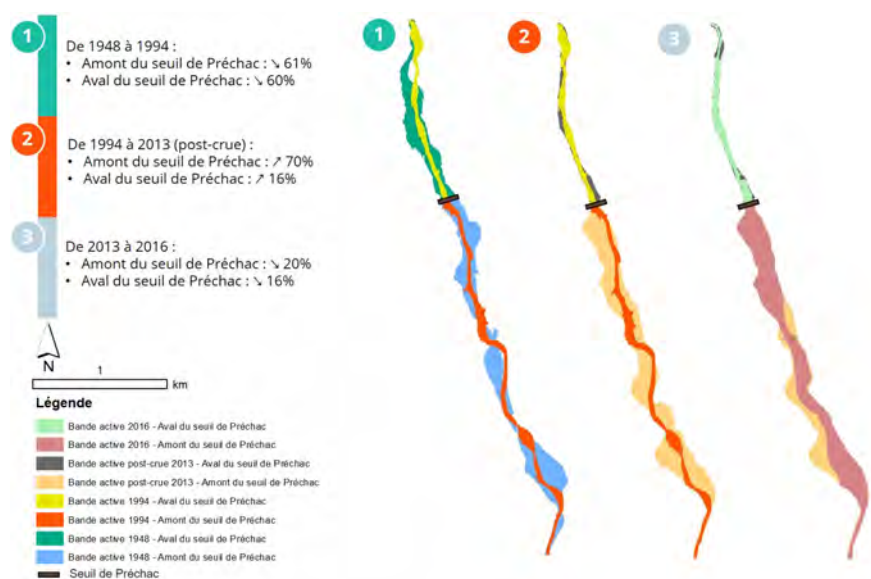 1
De 1948 à 1994 :
• Amont du seuil de Préchac : ↘ 61%
• Aval du seuil de Préchac : ↘ 60%
2
De 1994 à 2013 (post-crue) :
• Amont du seuil de Préchac : ↗ 70%
• Aval du seuil de Préchac : ↗ 16%
3
De 2013 à 2016 :
• Amont du seuil de Préchac : ↘ 20%
• Aval du seuil de Préchac : ↘ 16%
N
1
km
Légende
Bande active 2016 - Aval du seuil de Préchac
Bande active 2016 - Amont du seuil de Préchac
Bande active post-crue 2013 - Aval du seuil de Préchac
Bande active post-crue 2013 - Amont du seuil de Préchac
Bande active 1994 - Aval du seuil de Préchac
Bande active 1994 - Amont du seuil de Préchac
Bande active 1948 - Aval du seuil de Préchac
Bande active 1948 - Amont du seuil de Préchac
Seuil de Préchac
1
2
3